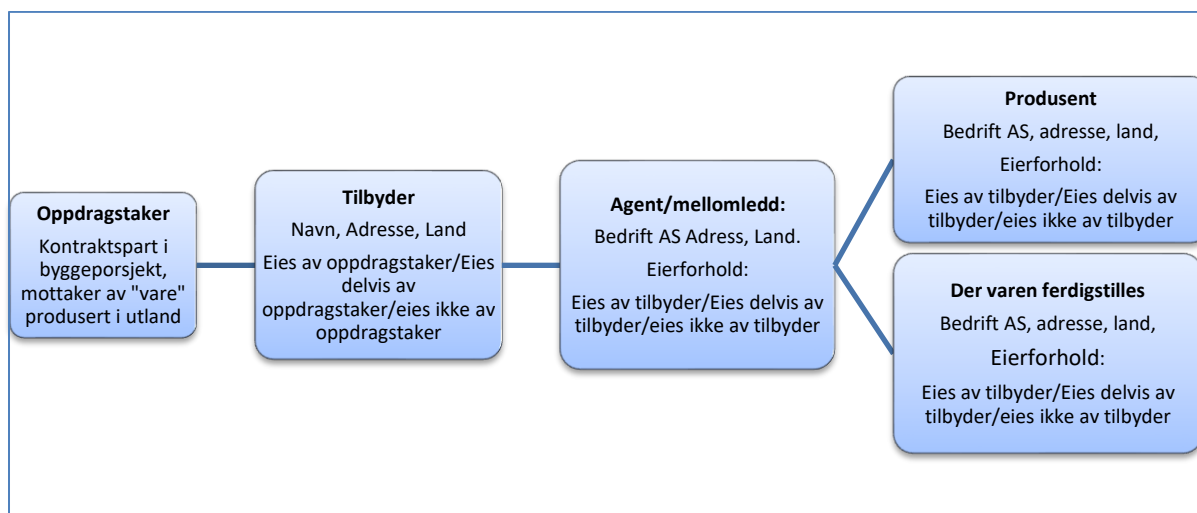 Oppdragstaker
Kontraktspart i
byggeporsjekt,
mottaker av "vare"
produsert i utland
Tilbyder
Navn, Adresse, Land
Eies av oppdragstaker/Eies
delvis av
oppdragstaker/eies ikke av
oppdragstaker
Agent/mellomledd:
Bedrift AS Adress, Land.
Eierforhold:
Eies av tilbyder/Eies delvis av
tilbyder/eies ikke av tilbyder
Produsent
Bedrift AS, adresse, land,
Eierforhold:
Eies av tilbyder/Eies delvis av
tilbyder/eies ikke av tilbyder
Der varen ferdigstilles
Bedrift AS, adresse, land,
Eierforhold:
Eies av tilbyder/Eies delvis av
tilbyder/eies ikke av tilbyder